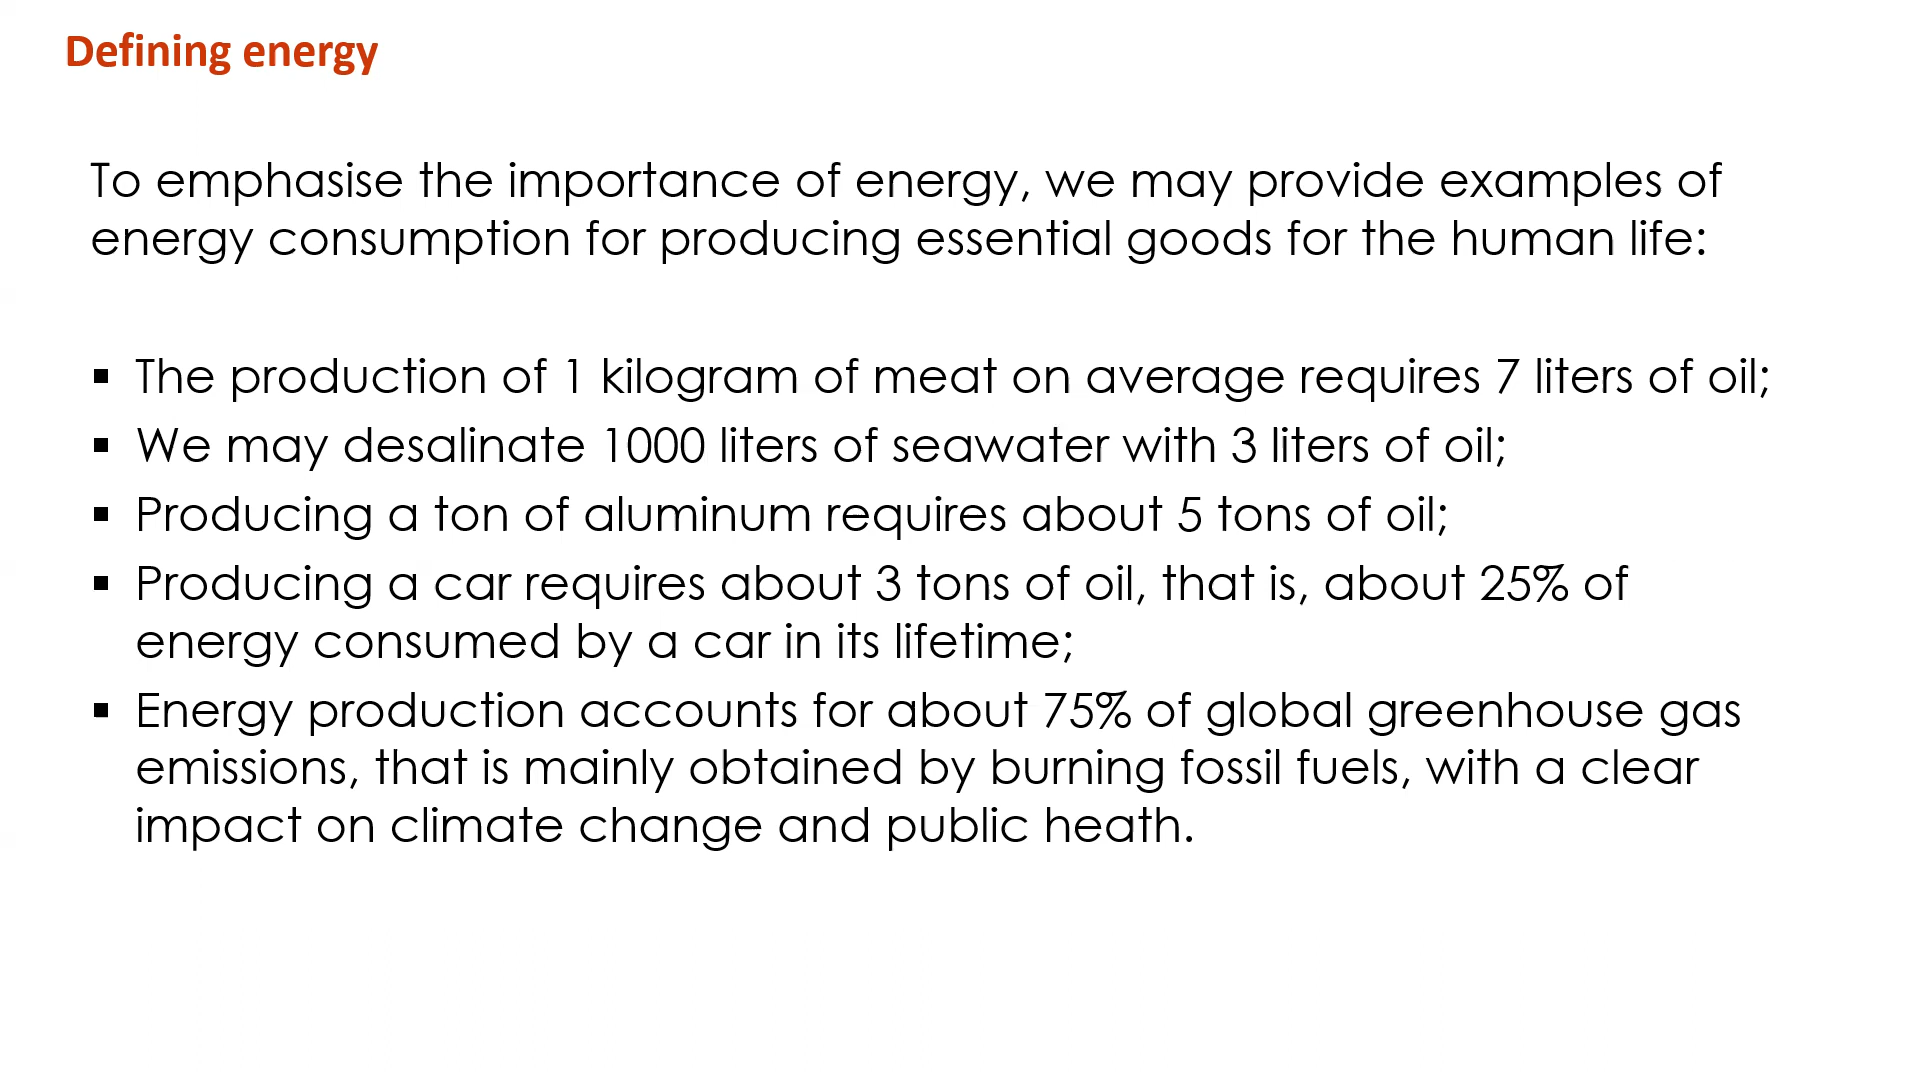 Defining energy
To emphasise the importance of energy, we may provide examples of
energy consumption for producing essential goods for the human life:
▪ The production of 1 kilogram of meat on average requires 7 liters of oil;
▪ We may desalinate 1000 liters of seawater with 3 liters of oil;
▪ Producing a ton of aluminum requires about 5 tons of oil;
▪ Producing a car requires about 3 tons of oil, that is, about 25% of
energy consumed by a car in its lifetime;
▪ Energy production accounts for about 75% of global greenhouse gas
emissions, that is mainly obtained by burning fossil fuels, with a clear
impact on climate change and public heath.